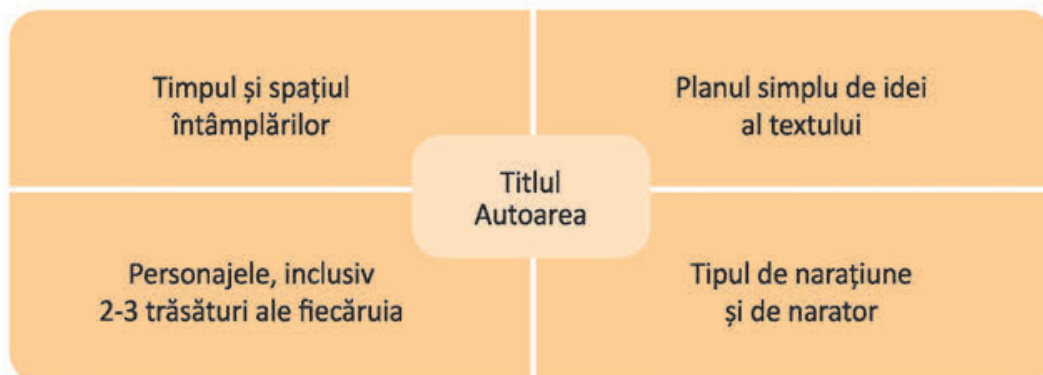 Timpul și spațiul
întâmplărilor
Planul simplu de idei
al textului
Titlul
Autoarea
Personajele, inclusiv
2-3 trăsături ale fiecăruia
Tipul de narațiune
și de narator